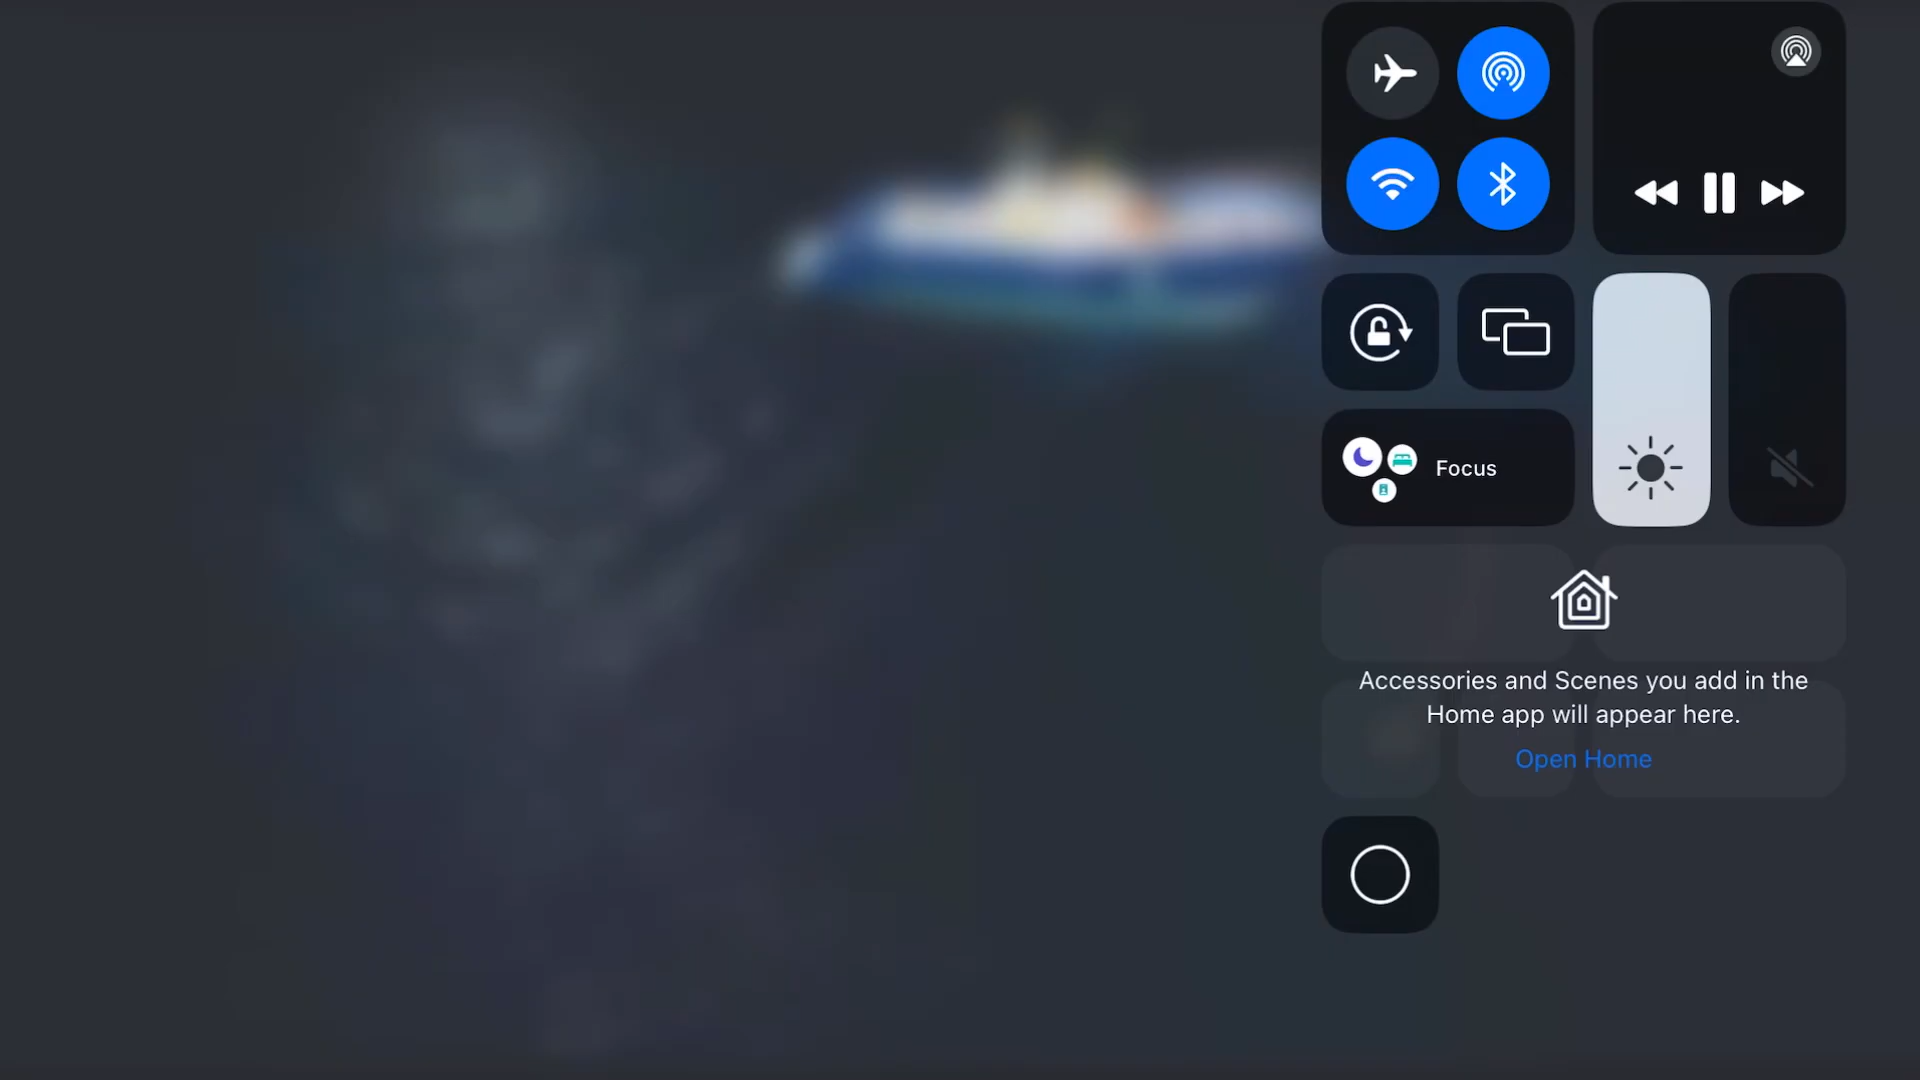 Focus
Accessories and Scenes you add in the
Home app will appear here.
Open Home